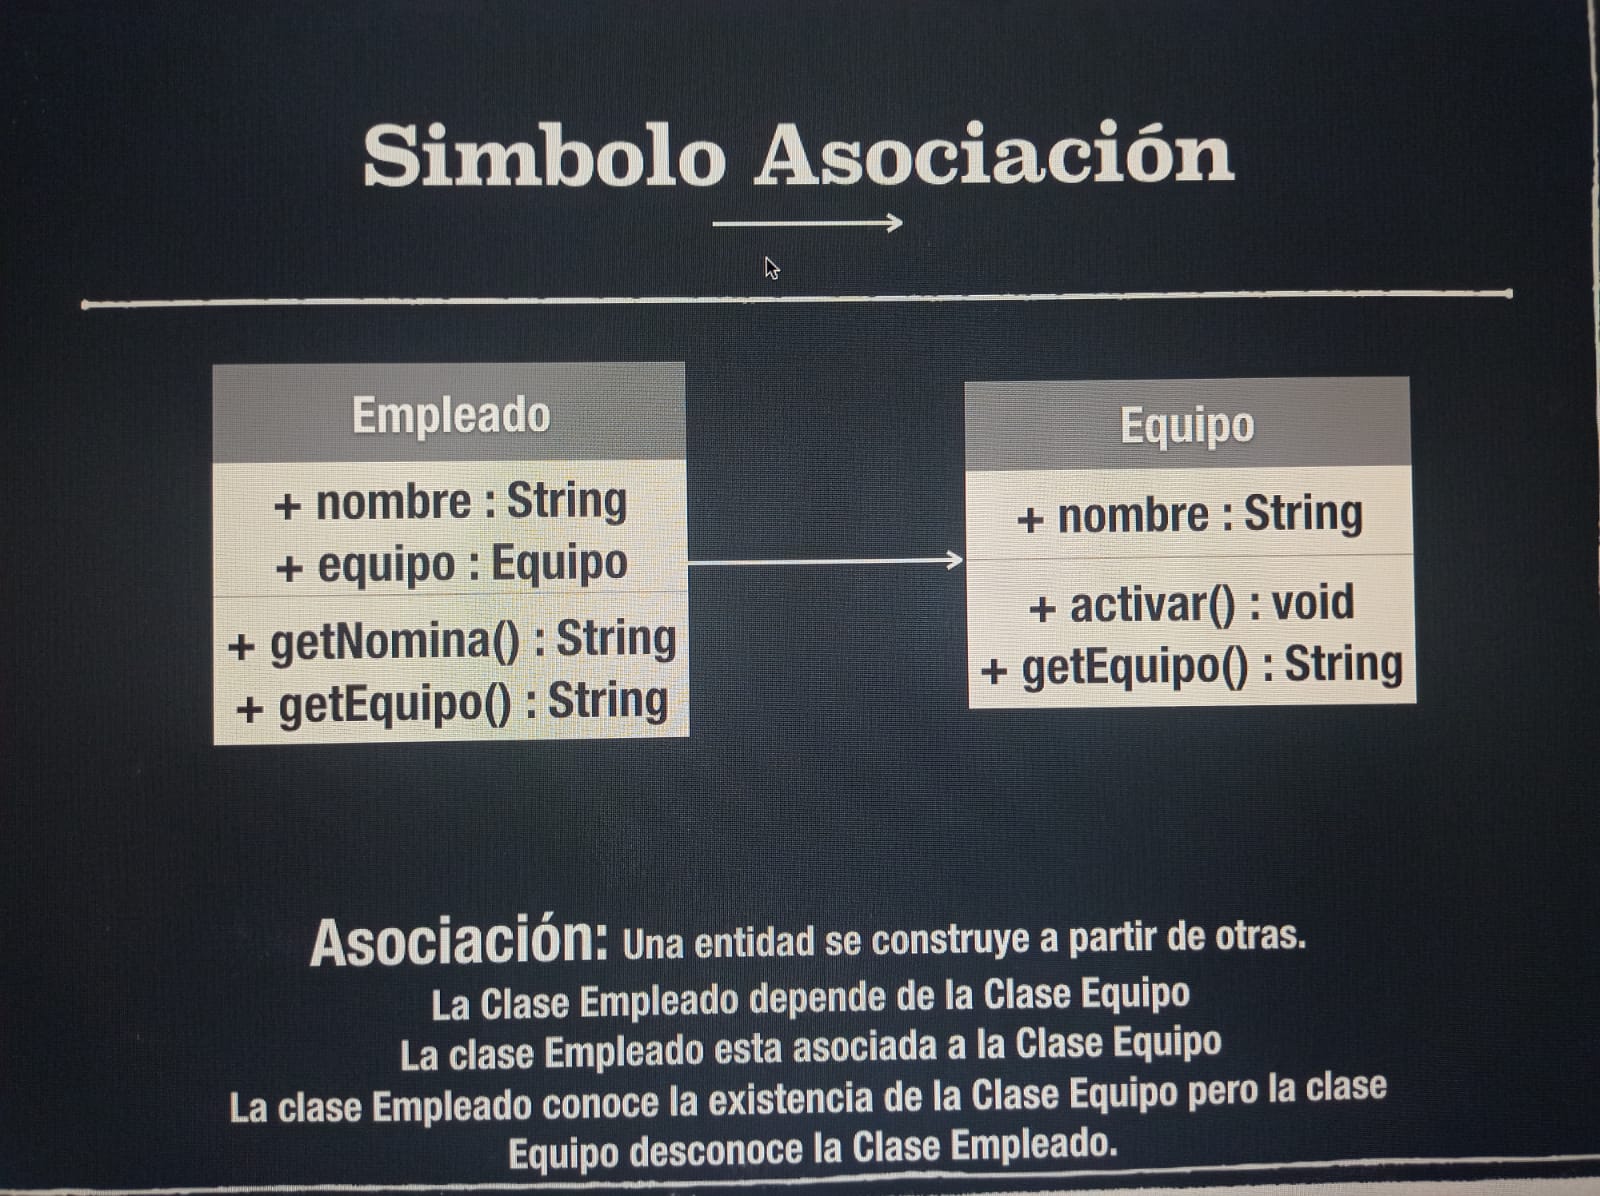 Simbolo Asociación
Empleado
+ nombre : String
+ equipo : Equipo
+ getNomina() : String
+ getEquipo() : String
Equipo
+ nombre : String
+ activar() : void
+ getEquipo() : String
Asociación: Una entidad se construye a partir de otras.
La Clase Empleado depende de la Clase Equipo
La clase Empleado esta asociada a la Clase Equipo
La clase Empleado conoce la existencia de la Clase Equipo pero la clase
Equipo desconoce la Clase Empleado.